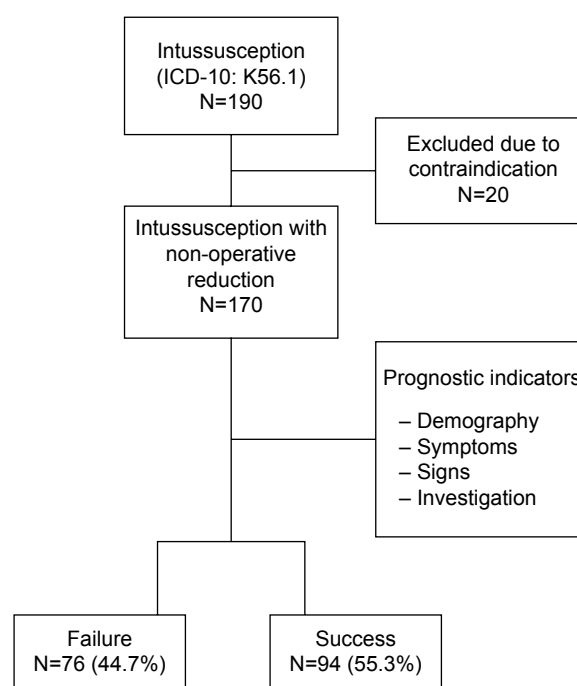 Intussusception
(ICD-10: K56.1)
N=190
Excluded due to
contraindication
N=20
Intussusception with
non-operative
reduction
N=170
Prognostic indicators
– Demography
– Symptoms
– Signs
– Investigation
Failure
N=76 (44.7%)
Success
N=94 (55.3%)